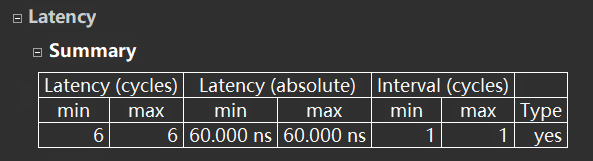 Latency
Summary
Latency (cycles) Latency (absolute) Interval (cycles)
min max min max min max Type
6 6 60.000 ns 60.000 ns 1 1 yes